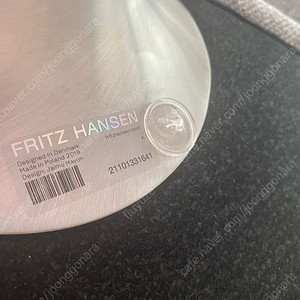 FRITZ HANSEN
fritzhansen.com
Designed in Denmark
Made in Poland 2019
Design: Jaime Hayon
21101331641